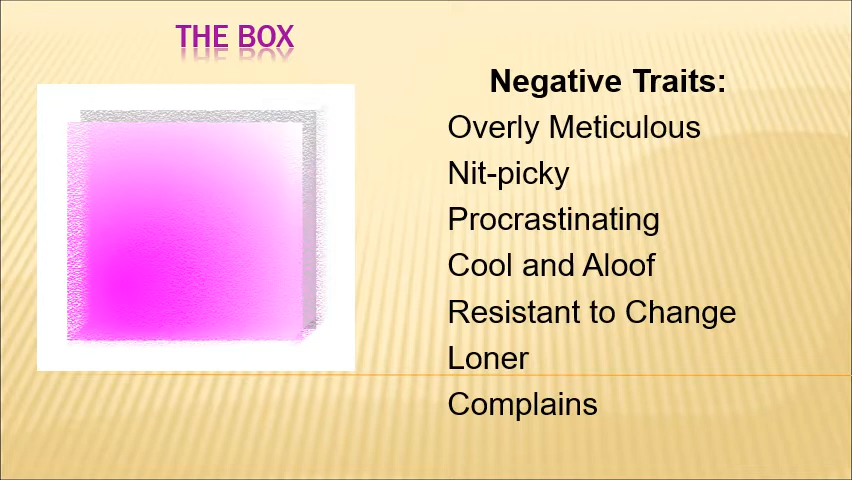 THE BOX
Negative Traits:
Overly Meticulous
Nit-picky
Procrastinating
Cool and Aloof
Resistant to Change
Loner
Complains